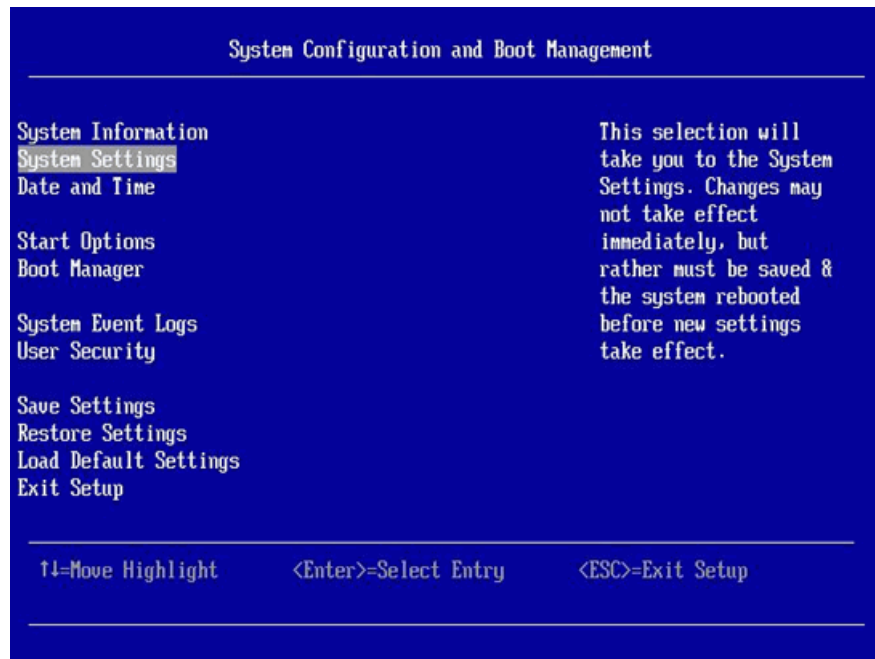 System Configuration and Boot Management
System Information
System Settings
Date and Time
Start Options
Boot Manager
System Event Logs
User Security
Save Settings
Restore Settings
Load Default Settings
Exit Setup
This selection will
take you to the System
Settings. Changes may
not take effect
immediately, but
rather must be saved &
the system rebooted
before new settings
take effect.
↑↓=Move Highlight <Enter>=Select Entry <ESC>=Exit Setup